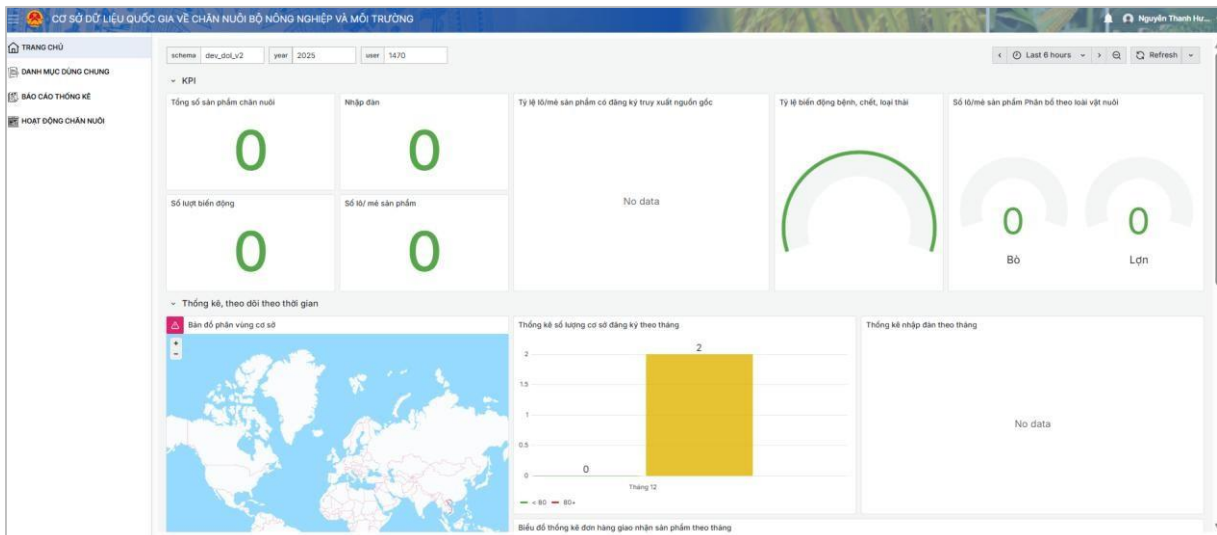 CƠ SỞ DỮ LIỆU QUỐC GIA VỀ CHĂN NUÔI BỘ NÔNG NGHIỆP VÀ MÔI TRƯỜNG
Nguyễn Thanh Hư...
TRANG CHỦ
DANH MỤC DÙNG CHUNG
BÁO CÁO THỐNG KÊ
HOẠT ĐỘNG CHĂN NUÔI
schema dev_dol_v2 year 2025 user 1470
Last 6 hours Refresh
KPI
Tổng số sản phẩm chăn nuôi
0
Nhập đàn
0
Số lượt biến động
0
Số lô/ mẻ sản phẩm
0
Tỷ lệ lô/mẻ sản phẩm có đăng ký truy xuất nguồn gốc
No data
Tỷ lệ biến động bệnh, chết, loại thải
Số lô/mẻ sản phẩm Phân bố theo loài vật nuôi
0 0
Bò Lợn
Thống kê, theo dõi theo thời gian
Bản đồ phân vùng cơ sở
+
−
Thống kê số lượng cơ sở đăng ký theo tháng
2
2
1.5
1
0.5
0
0
Tháng 12
< 80 80+
Thống kê nhập đàn theo tháng
No data
Biểu đồ thống kê đơn hàng giao nhận sản phẩm theo tháng